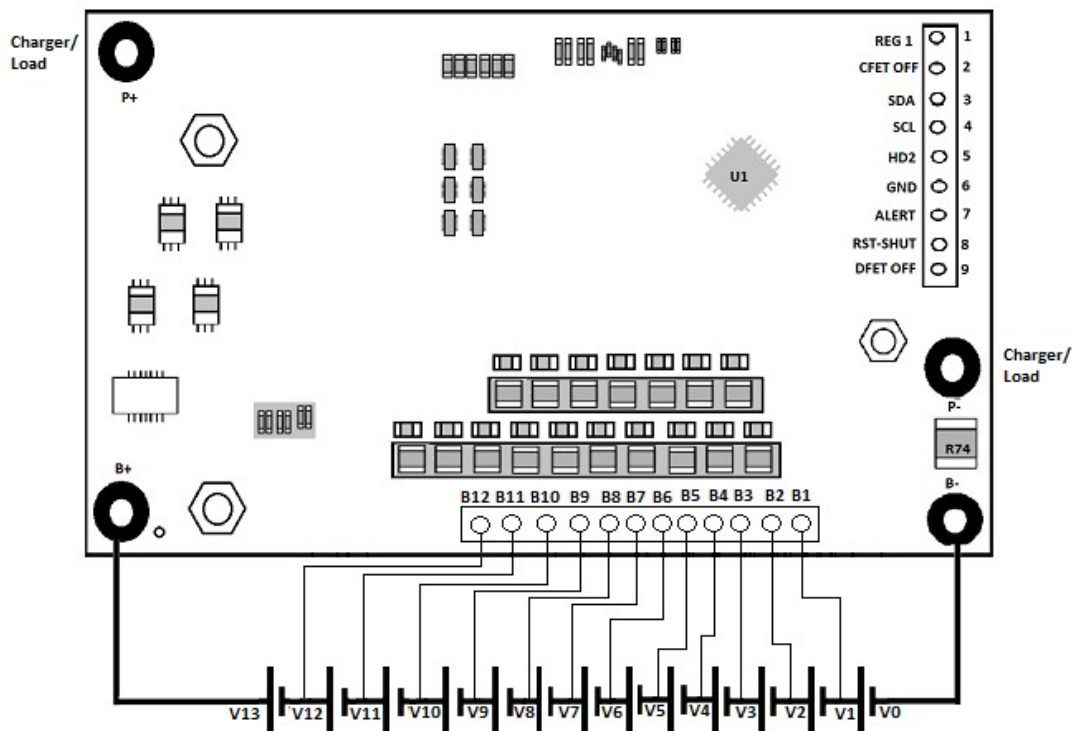 Charger/
Load
P+
REG 1 1
CFET OFF 2
SDA 3
SCL 4
HD2 5
GND 6
ALERT 7
RST-SHUT 8
DFET OFF 9
U1
Charger/
Load
P-
R74
B+
B-
B12 B11 B10 B9 B8 B7 B6 B5 B4 B3 B2 B1
V13 V12 V11 V10 V9 V8 V7 V6 V5 V4 V3 V2 V1 V0